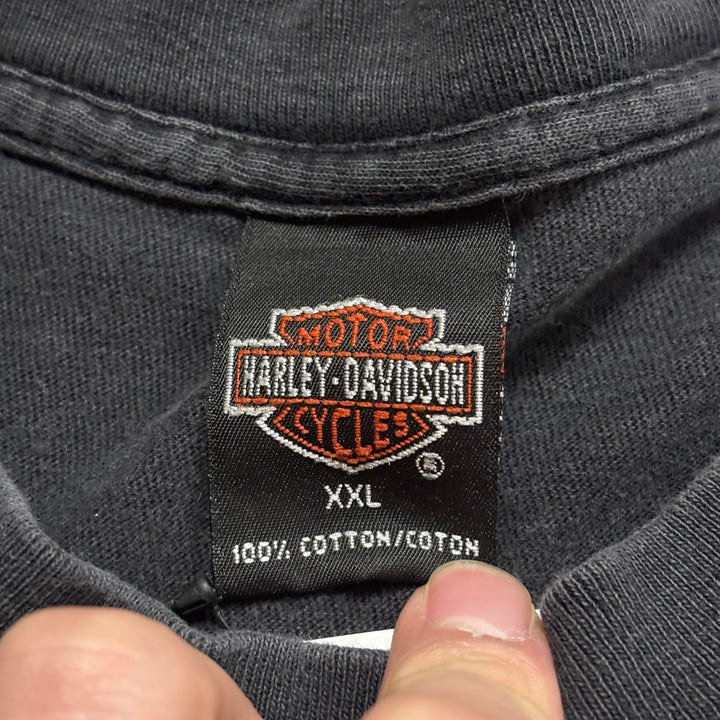 MOTOR
HARLEY-DAVIDSON
CYCLES
®
XXL
100% COTTON/COTON